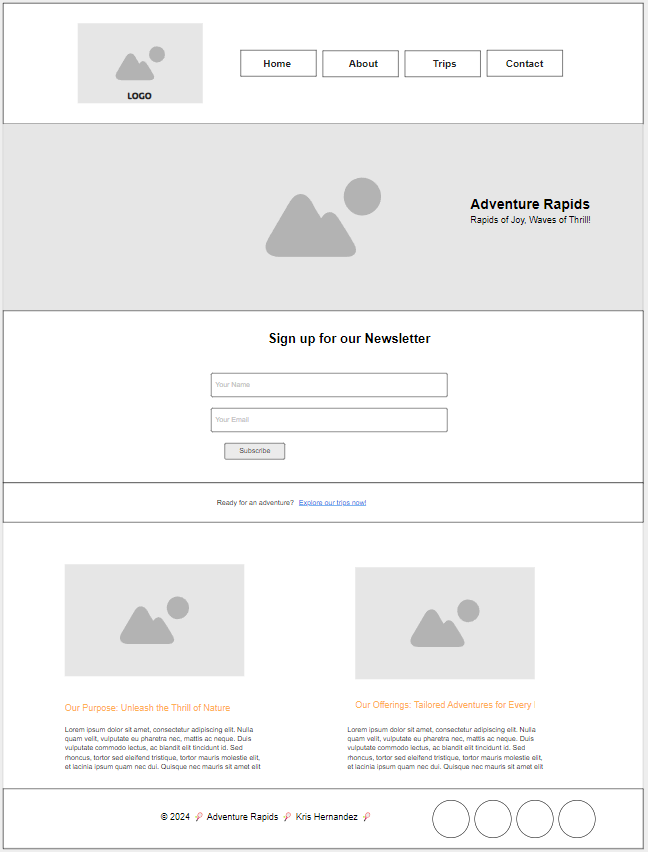 LOGO
Home
About
Trips
Contact
Adventure Rapids
Rapids of Joy, Waves of Thrill!
Sign up for our Newsletter
Your Name
Your Email
Subscribe
Ready for an adventure? Explore our trips now!
Our Purpose: Unleash the Thrill of Nature
Lorem ipsum dolor sit amet, consectetur adipiscing elit. Nulla
quam velit, vulputate eu pharetra nec, mattis ac neque. Duis
vulputate commodo lectus, ac blandit elit tincidunt id. Sed
rhoncus, tortor sed eleifend tristique, tortor mauris molestie elit,
et lacinia ipsum quam nec dui. Quisque nec mauris sit amet elit
Our Offerings: Tailored Adventures for Every
Lorem ipsum dolor sit amet, consectetur adipiscing elit. Nulla
quam velit, vulputate eu pharetra nec, mattis ac neque. Duis
vulputate commodo lectus, ac blandit elit tincidunt id. Sed
rhoncus, tortor sed eleifend tristique, tortor mauris molestie elit,
et lacinia ipsum quam nec dui. Quisque nec mauris sit amet elit
© 2024 Adventure Rapids Kris Hernandez